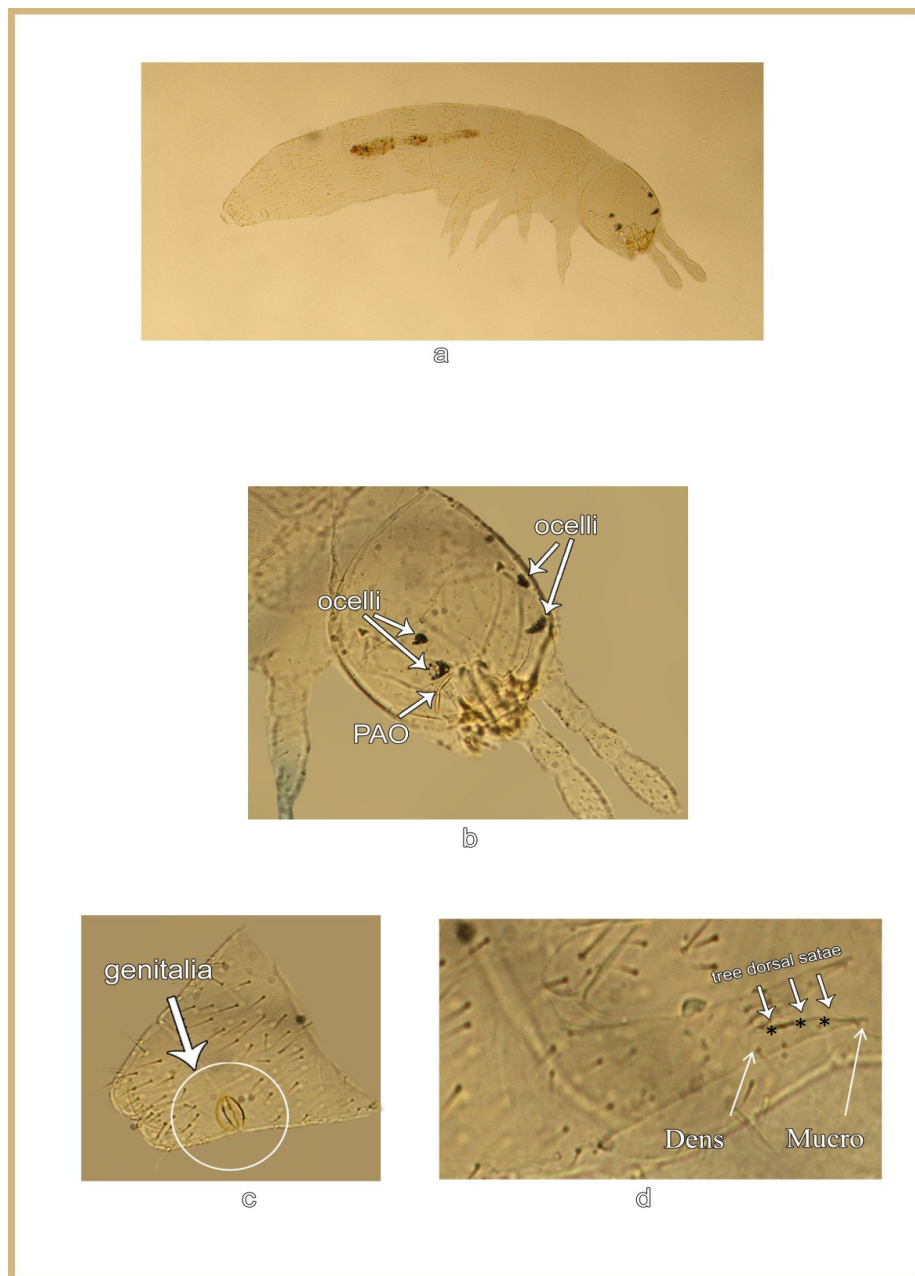 a
ocelli
ocelli
PAO
b
genitalia
c
tree dorsal satae
Dens
Mucro
d